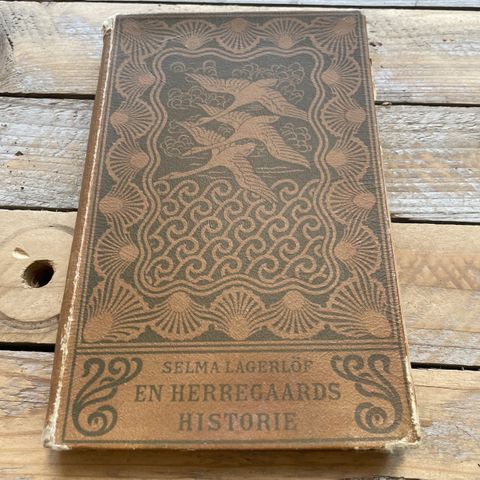 SELMA LAGERLÖF
EN HERREGAARDS
HISTORIE